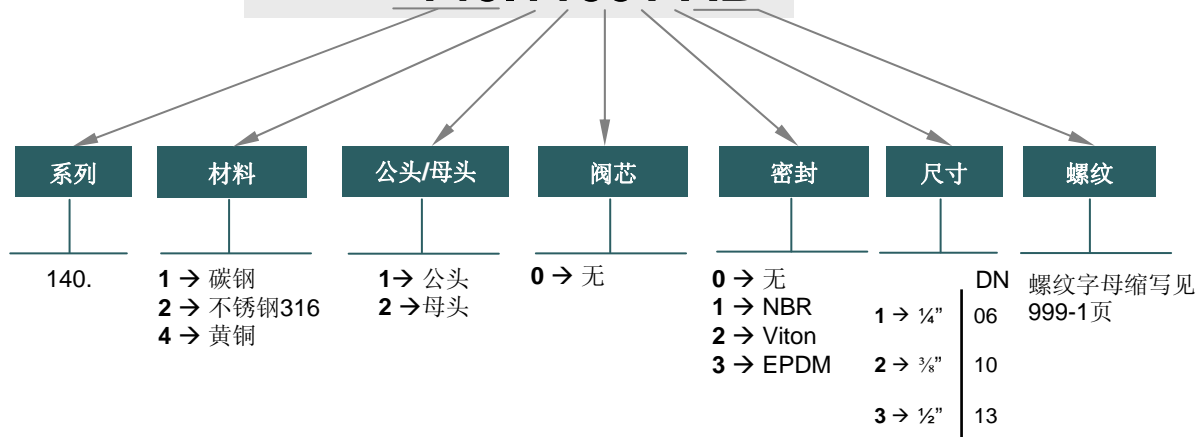 系列
材料
公头/母头
阀芯
密封
尺寸
螺纹
140.
1 → 碳钢
2 → 不锈钢316
4 → 黄铜
1→ 公头
2 →母头
0 → 无
0 → 无
1 → NBR
2 → Viton
3 → EPDM
DN
1 → ¼” 06
2 → ⅜” 10
3 → ½” 13
螺纹字母缩写见
999-1页